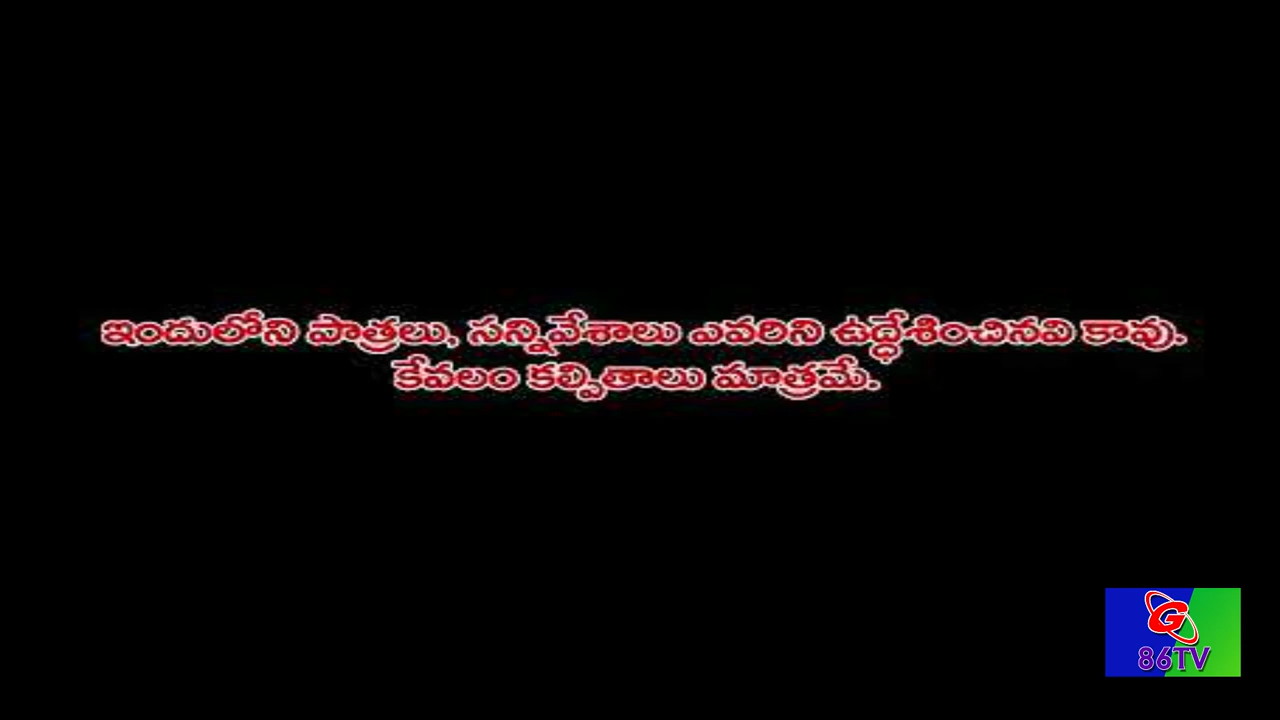 ఇందులోని పాత్రలు, సన్నివేశాలు ఎవరిని ఉద్ధేశించినవి కావు.
కేవలం కల్పితాలు మాత్రమే.
G
86TV